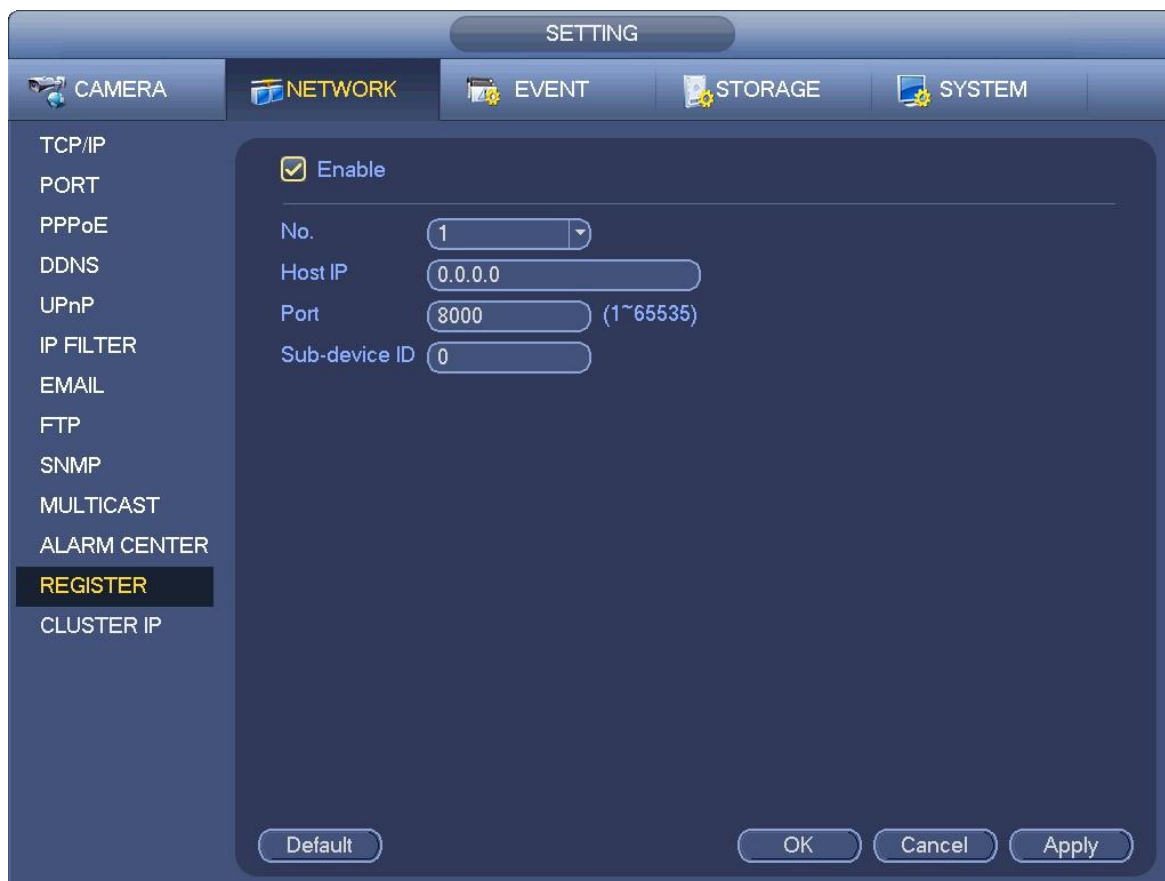 SETTING
CAMERA NETWORK EVENT STORAGE SYSTEM
TCP/IP
PORT
PPPoE
DDNS
UPnP
IP FILTER
EMAIL
FTP
SNMP
MULTICAST
ALARM CENTER
REGISTER
CLUSTER IP
Enable
No. 1
Host IP 0.0.0.0
Port 8000 (1~65535)
Sub-device ID 0
Default OK Cancel Apply